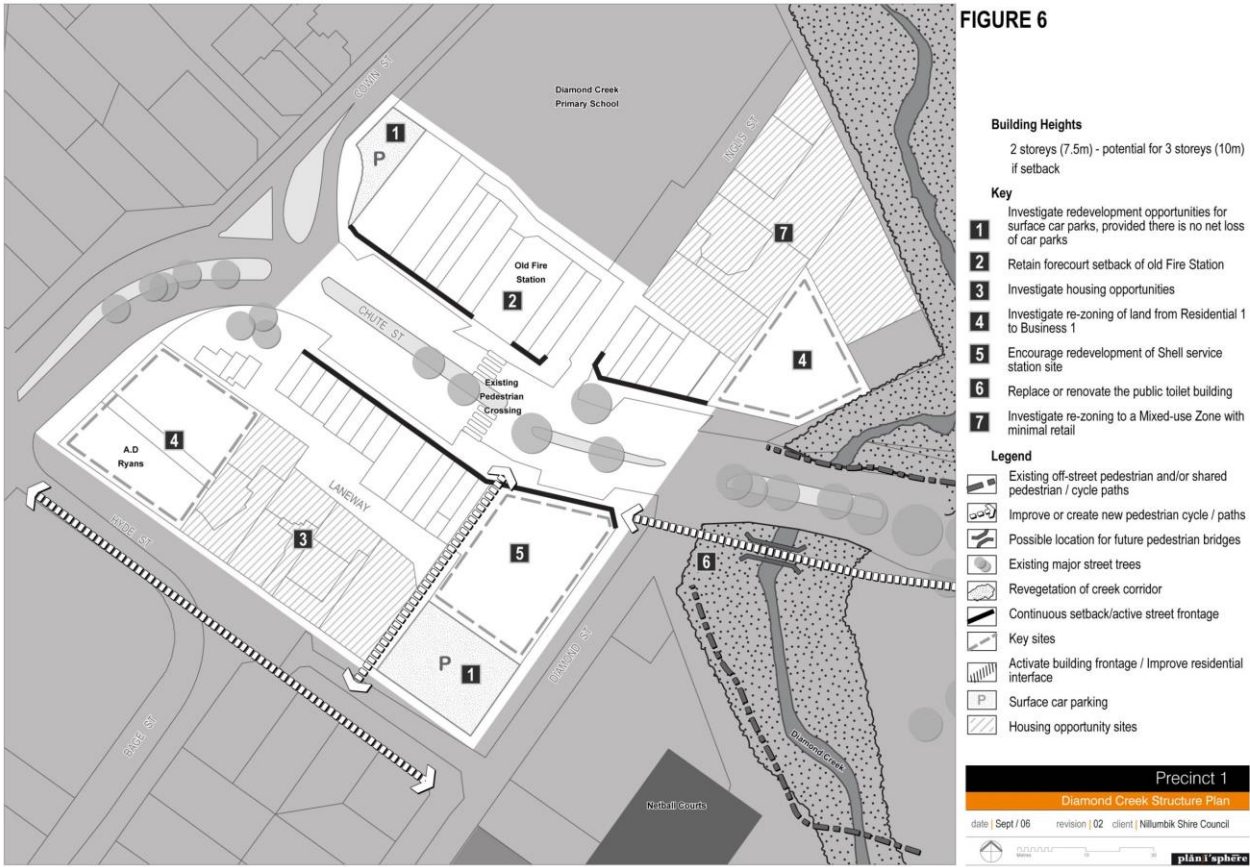 FIGURE 6
Building Heights
2 storeys (7.5m) - potential for 3 storeys (10m)
if setback
Key
1
Investigate redevelopment opportunities for
surface car parks, provided there is no net loss
of car parks
2
Retain forecourt setback of old Fire Station
3
Investigate housing opportunities
4
Investigate re-zoning of land from Residential 1
to Business 1
5
Encourage redevelopment of Shell service
station site
6
Replace or renovate the public toilet building
7
Investigate re-zoning to a Mixed-use Zone with
minimal retail
Legend
Existing off-street pedestrian and/or shared
pedestrian / cycle paths
Improve or create new pedestrian cycle / paths
Possible location for future pedestrian bridges
Existing major street trees
Revegetation of creek corridor
Continuous setback/active street frontage
Key sites
Activate building frontage / Improve residential
interface
P
Surface car parking
Housing opportunity sites
Precinct 1
Diamond Creek Structure Plan
date | Sept / 06 revision | 02 client | Nillumbik Shire Council
plan i'sphere
COWIN ST
Diamond Creek
Primary School
INGLIS ST
1
P
7
Old Fire
Station
2
CHUTE ST
Existing
Pedestrian
Crossing
4
4
A.D
Ryans
LANEWAY
HYDE ST
3
5
6
P
1
DIAMOND ST
GAGE ST
Diamond Creek
Netball Courts